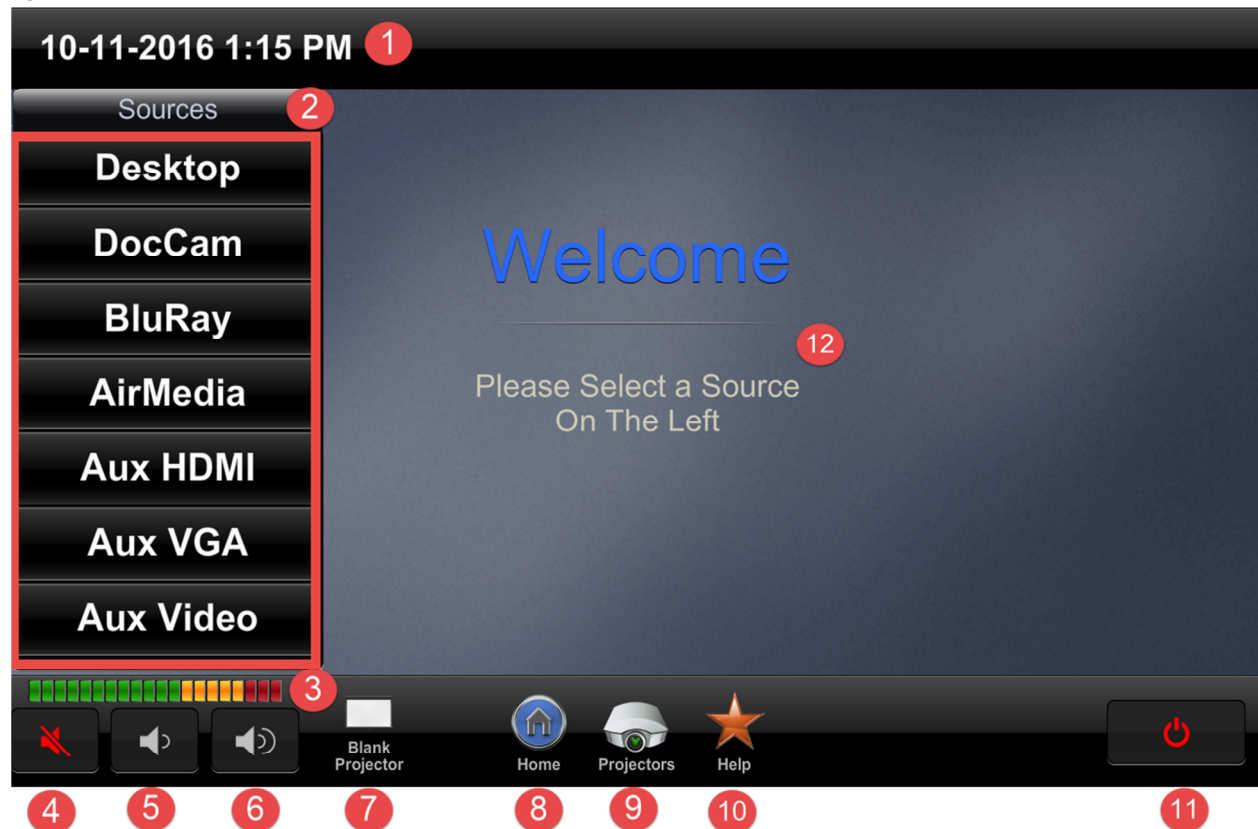 10-11-2016 1:15 PM 1
Sources 2
Desktop
DocCam
BluRay
AirMedia
Aux HDMI
Aux VGA
Aux Video
Welcome
12
Please Select a Source
On The Left
3
Blank
Projector
Home
Projectors
Help
4 5 6 7 8 9 10 11